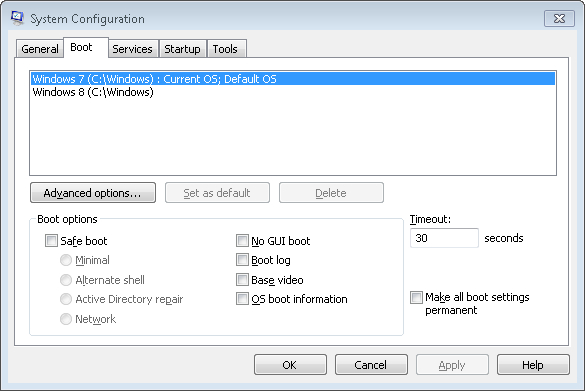 System Configuration
General Boot Services Startup Tools
Windows 7 (C:\Windows) : Current OS; Default OS
Windows 8 (C:\Windows)
Advanced options... Set as default Delete
Boot options
Safe boot
Minimal
Alternate shell
Active Directory repair
Network
No GUI boot
Boot log
Base video
OS boot information
Timeout:
30 seconds
Make all boot settings
permanent
OK Cancel Apply Help